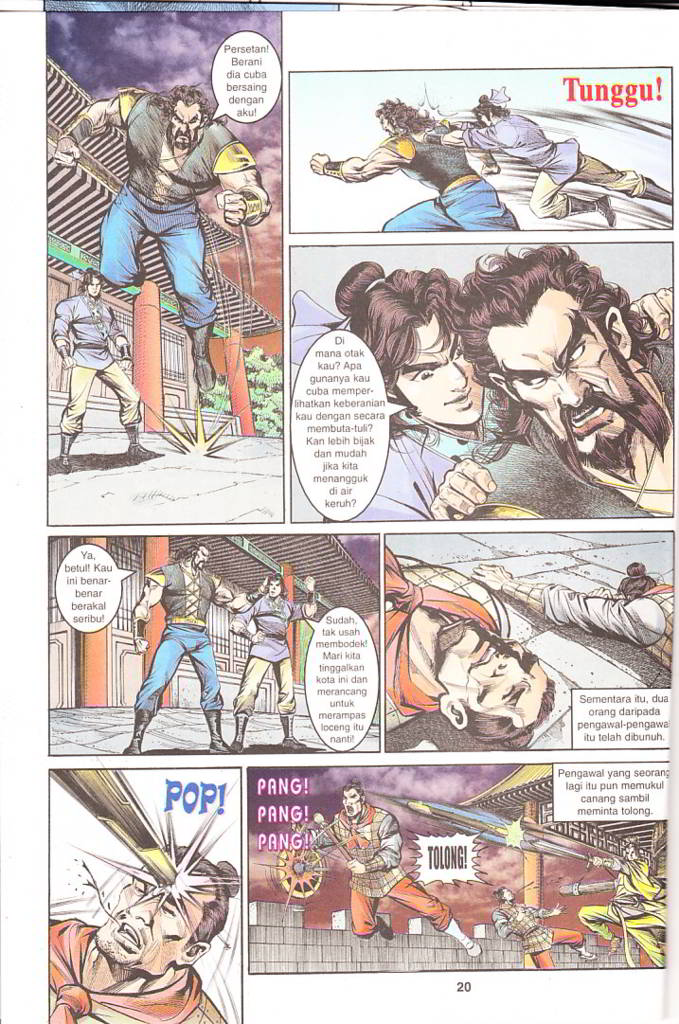 Persetan!
Berani
dia cuba
bersaing
dengan
aku!
Tunggu!
Di
mana otak
kau? Apa
gunanya kau
cuba memper-
lihatkan keberanian
kau dengan secara
membuta-tuli?
Kan lebih bijak
dan mudah
jika kita
menangguk
di air
keruh?
Ya,
betul! Kau
ini benar-
benar
berakal
seribu!
Sudah,
tak usah
membodek!
Mari kita
tinggalkan
kota ini dan
merancang
untuk
merampas
loceng itu
nanti!
Sementara itu, dua
orang daripada
pengawal-pengawal
itu telah dibunuh.
POP!
PANG!
PANG!
PANG!
Pengawal yang seorang
lagi itu pun memukul
canang sambil
meminta tolong.
TOLONG!
20